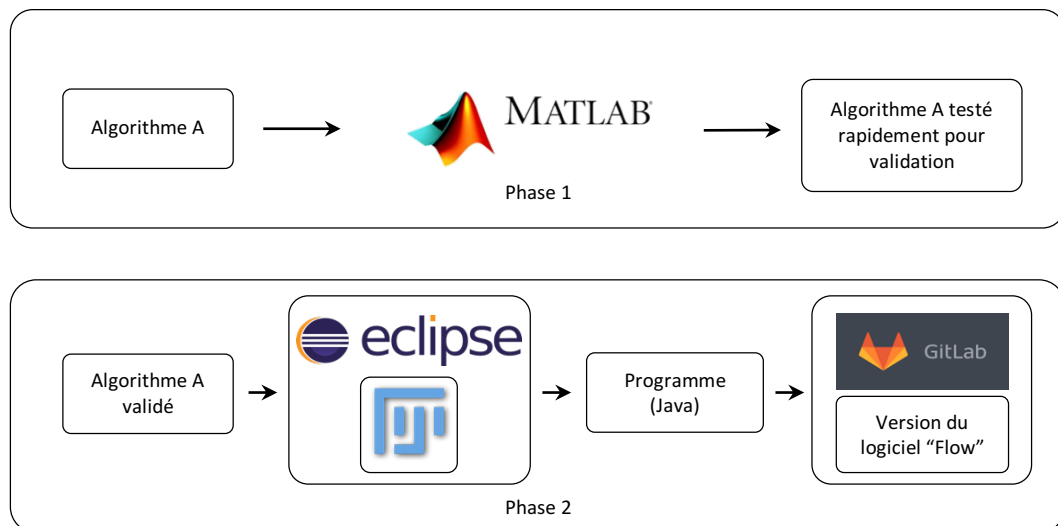 Algorithme A
MATLAB®
Algorithme A testé
rapidement pour
validation
Phase 1
Algorithme A
validé
eclipse
Programme
(Java)
GitLab
Version du
logiciel “Flow”
Phase 2